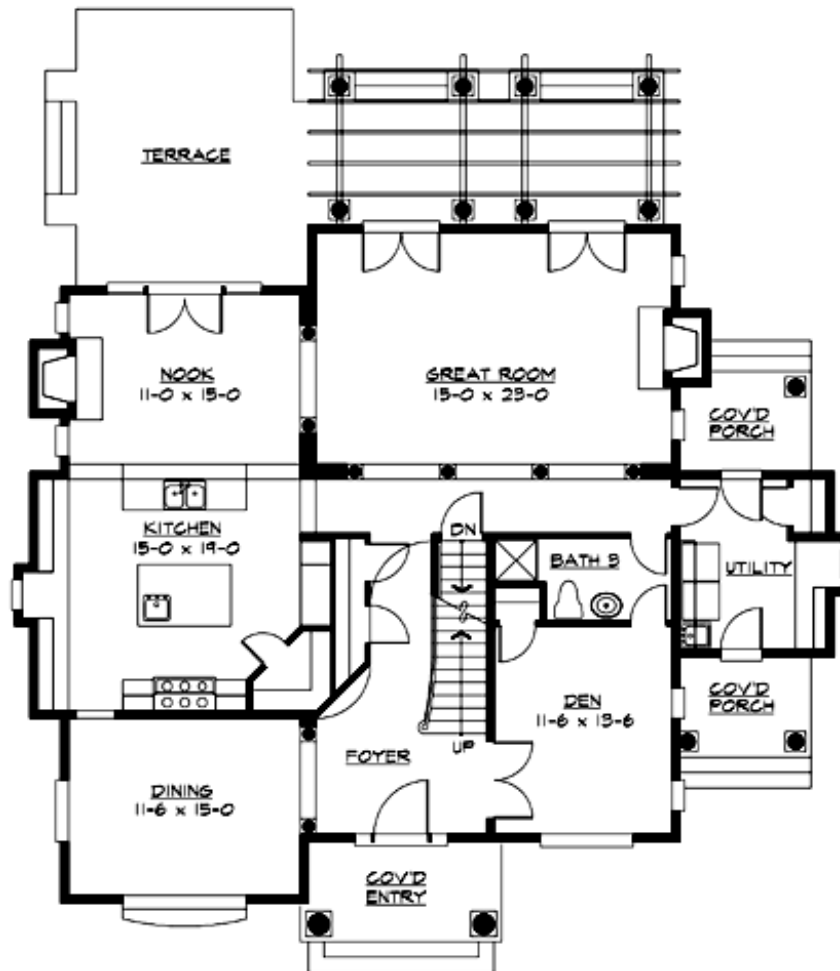 TERRACE
NOOK
11-0 x 15-0
GREAT ROOM
15-0 x 23-0
COV'D
PORCH
KITCHEN
15-0 x 19-0
DN
BATH 3
UTILITY
UP
DEN
11-6 x 13-6
COV'D
PORCH
FOYER
DINING
11-6 x 15-0
COV'D
ENTRY